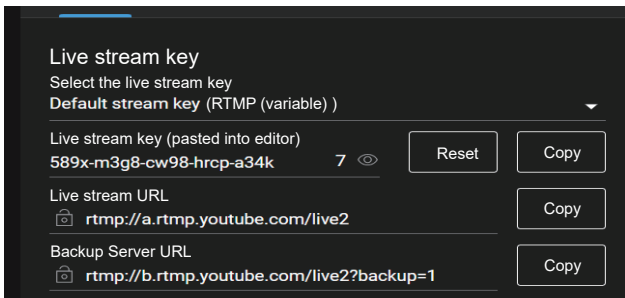 Live stream key
Select the live stream key
Default stream key (RTMP (variable) )
Live stream key (pasted into editor)
589x-m3g8-cw98-hrcp-a34k 7 Reset Copy
Live stream URL
rtmp://a.rtmp.youtube.com/live2 Copy
Backup Server URL
rtmp://b.rtmp.youtube.com/live2?backup=1 Copy